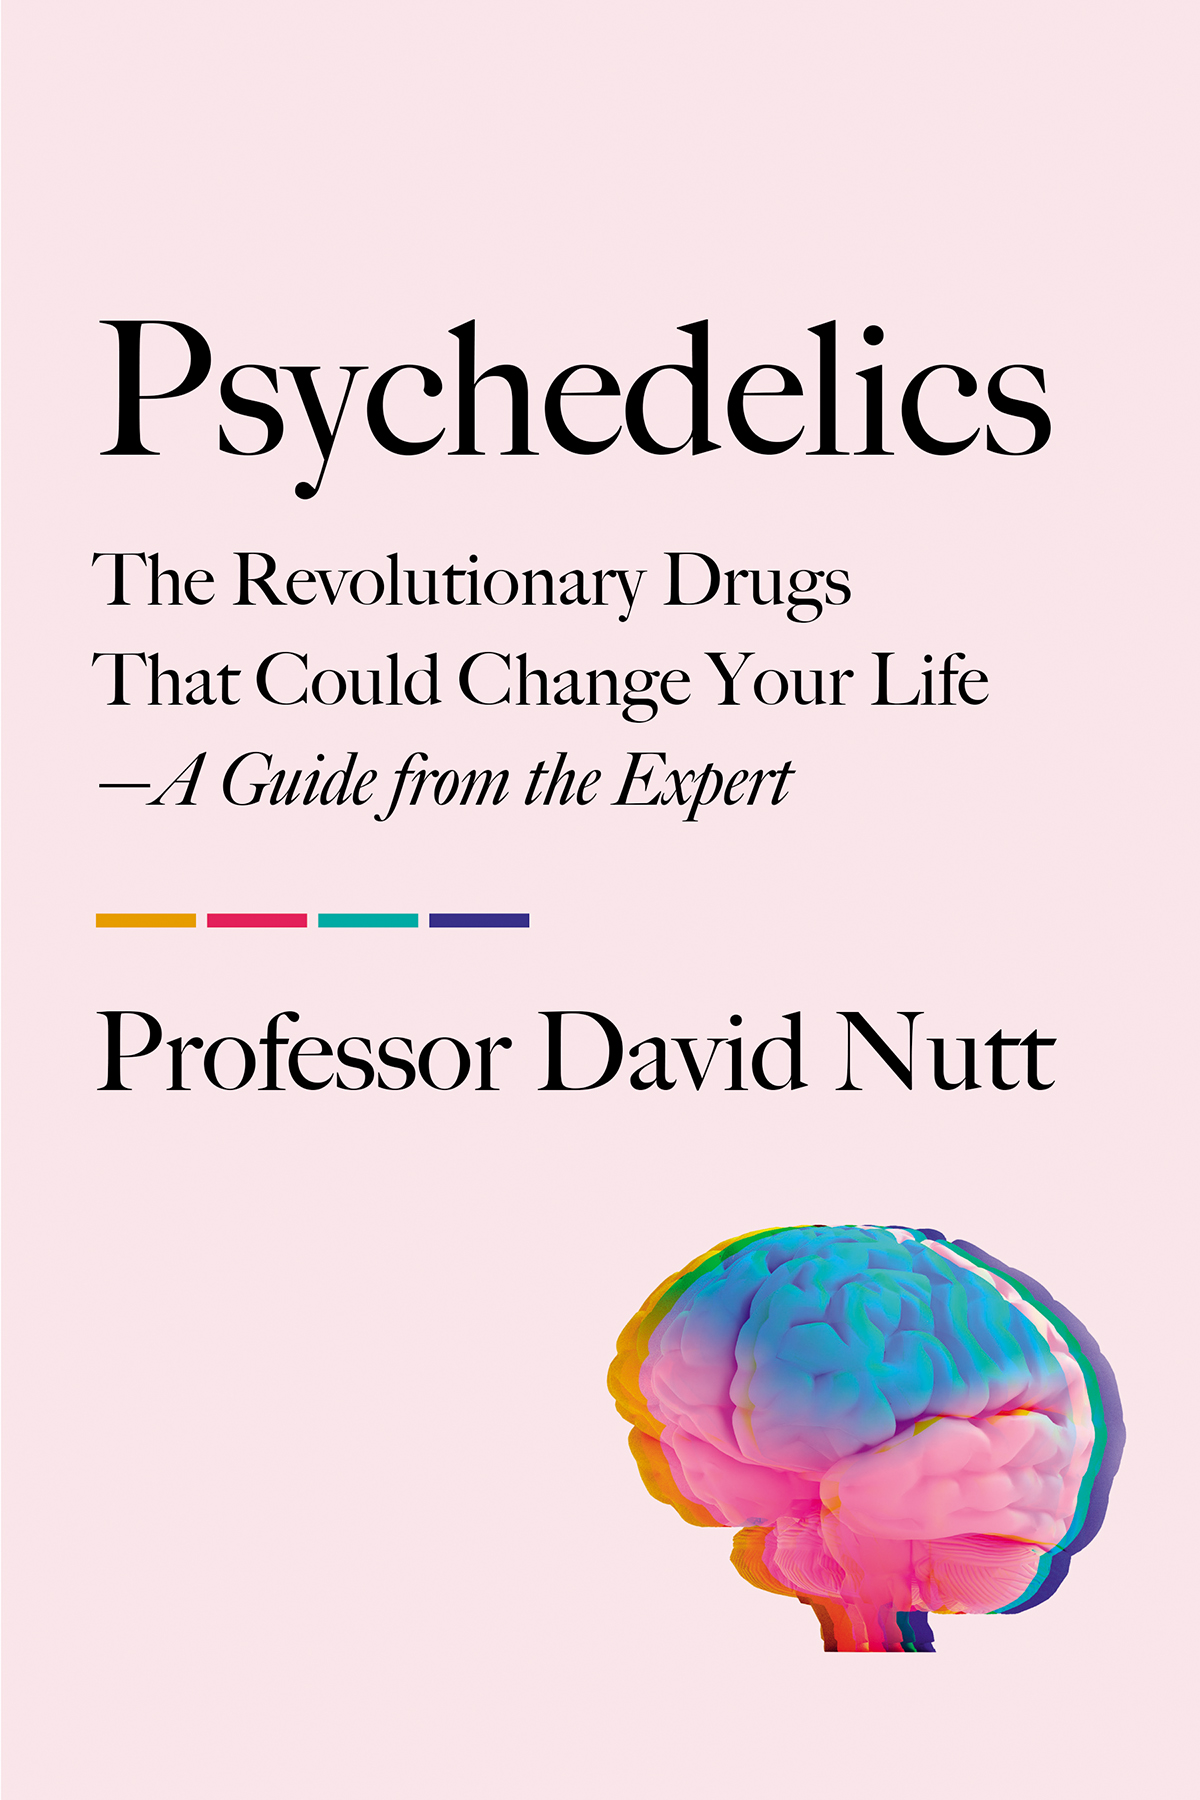 Psychedelics
The Revolutionary Drugs
That Could Change Your Life
—A Guide from the Expert
Professor David Nutt